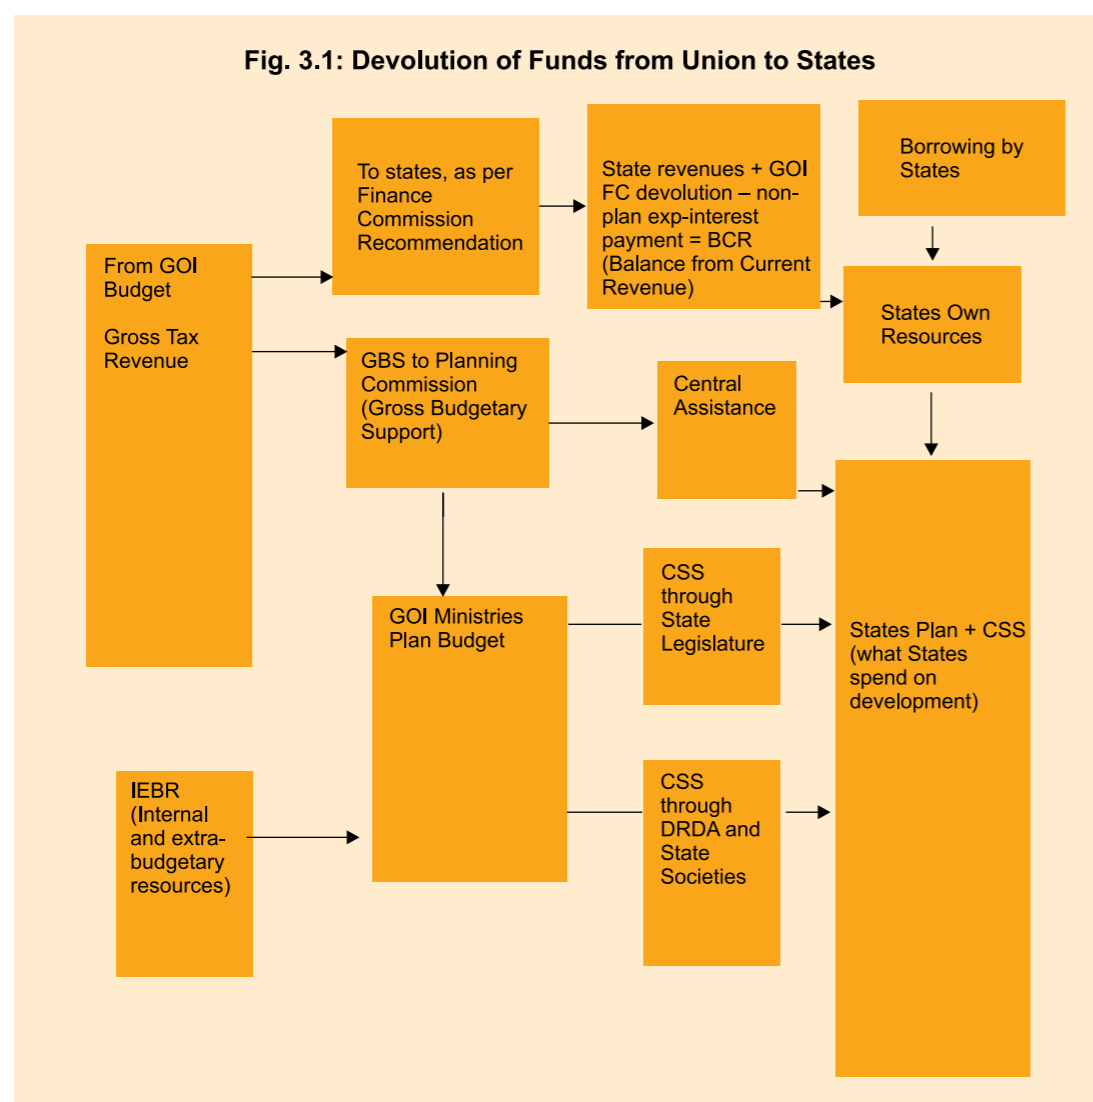 Fig. 3.1: Devolution of Funds from Union to States
From GOI
Budget
Gross Tax
Revenue
To states, as per
Finance
Commission
Recommendation
State revenues + GOI
FC devolution – non-
plan exp-interest
payment = BCR
(Balance from Current
Revenue)
Borrowing by
States
States Own
Resources
GBS to Planning
Commission
(Gross Budgetary
Support)
Central
Assistance
GOI Ministries
Plan Budget
CSS
through
State
Legislature
States Plan + CSS
(what States
spend on
development)
IEBR
(Internal
and extra-
budgetary
resources)
CSS
through
DRDA and
State
Societies